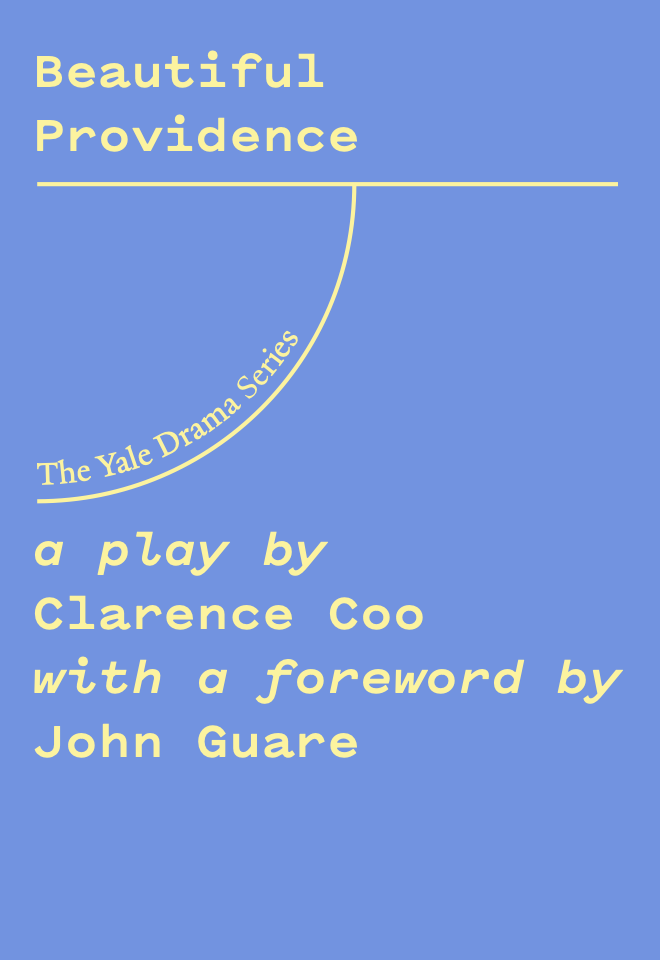 Beautiful
Providence
The Yale Drama Series
a play by
Clarence Coo
with a foreword by
John Guare